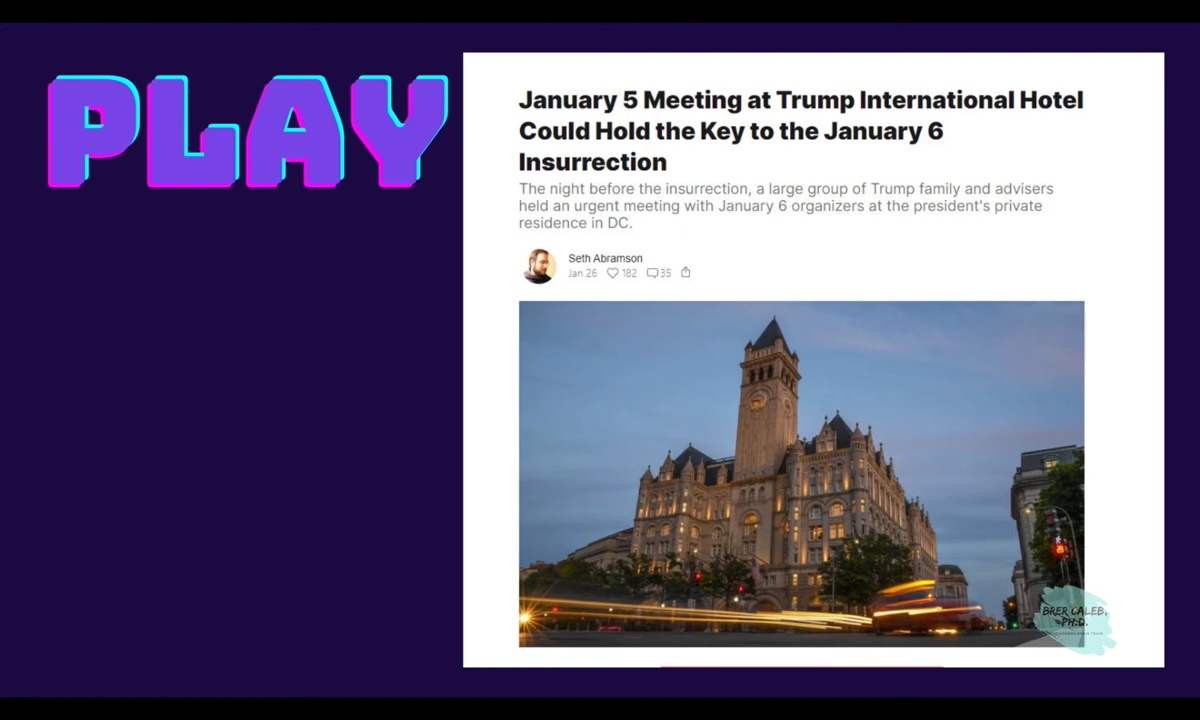 PLAY
January 5 Meeting at Trump International Hotel
Could Hold the Key to the January 6
Insurrection
The night before the insurrection, a large group of Trump family and advisers
held an urgent meeting with January 6 organizers at the president's private
residence in DC.
Seth Abramson
Jan 26 182 35
BRER CALEB,
PH.D.